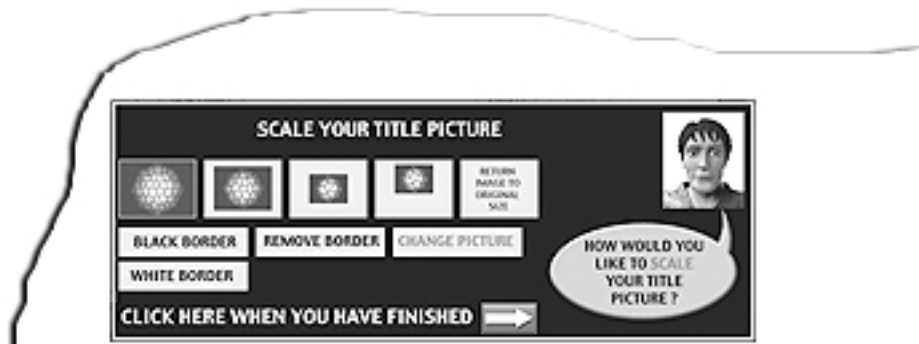 SCALE YOUR TITLE PICTURE
RETURN
IMAGE TO
ORIGINAL
SIZE
BLACK BORDER
REMOVE BORDER
CHANGE PICTURE
WHITE BORDER
HOW WOULD YOU
LIKE TO SCALE
YOUR TITLE
PICTURE ?
CLICK HERE WHEN YOU HAVE FINISHED